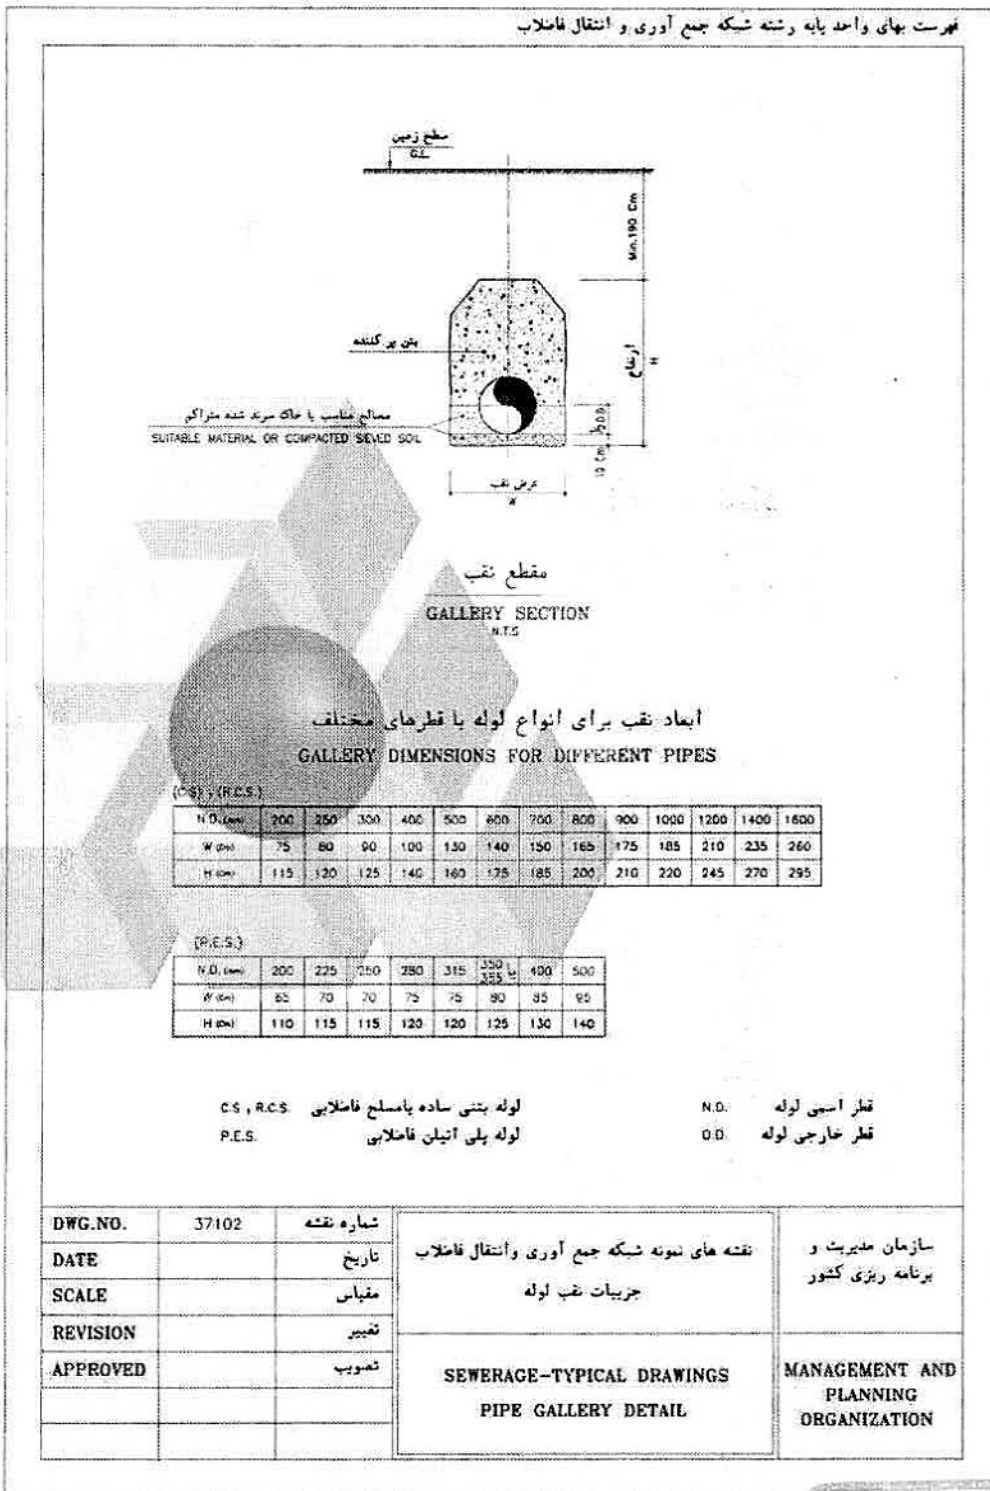 فهرست بهای واحد پایه رشته شبکه جمع آوری و انتقال فاضلاب
سطح زمین
G.L.
Min.190 Cm
بتن پر کننده
ارتفاع
H
مصالح مناسب یا خاک سرند شده متراکم
SUITABLE MATERIAL OR COMPACTED SIEVED SOIL
10 Cm
عرض نقب
W
مقطع نقب
GALLERY SECTION
N.T.S
ابعاد نقب برای انواع لوله با قطرهای مختلف
GALLERY DIMENSIONS FOR DIFFERENT PIPES
(C.S) , (R.C.S.)
N.D. (mm) 200 250 300 400 500 600 700 800 900 1000 1200 1400 1600
W (Cm) 75 80 90 100 130 140 150 165 175 185 210 235 260
H (Cm) 115 120 125 140 160 175 185 200 210 220 245 270 295
(P.E.S.)
N.D. (mm) 200 225 250 280 315 350 یا 355 400 500
W (Cm) 65 70 70 75 75 80 85 95
H (Cm) 110 115 115 120 120 125 130 140
قطر اسمی لوله N.D. لوله بتنی ساده یامسلح فاضلابی C.S , R.C.S.
قطر خارجی لوله O.D. لوله پلی اتیلن فاضلابی P.E.S.
DWG.NO. 37102 شماره نقشه
DATE تاریخ
SCALE مقیاس
REVISION تغییر
APPROVED تصویب
نقشه های نمونه شبکه جمع آوری وانتقال فاضلاب
جزییات نقب لوله
SEWERAGE-TYPICAL DRAWINGS
PIPE GALLERY DETAIL
سازمان مدیریت و
برنامه ریزی کشور
MANAGEMENT AND
PLANNING
ORGANIZATION